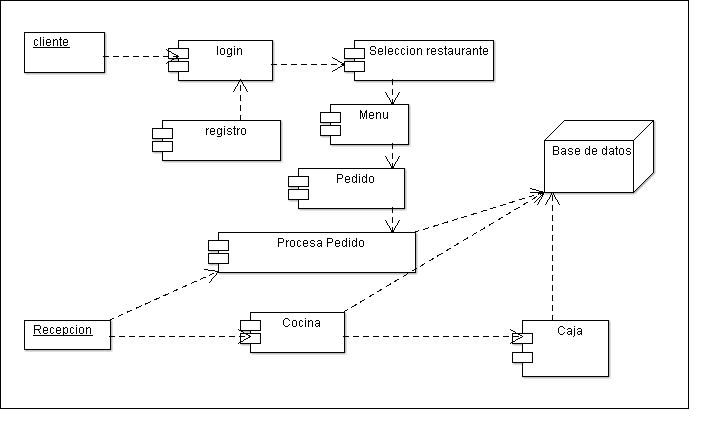 cliente
login
Seleccion restaurante
Menu
registro
Base de datos
Pedido
Procesa Pedido
Recepcion
Cocina
Caja